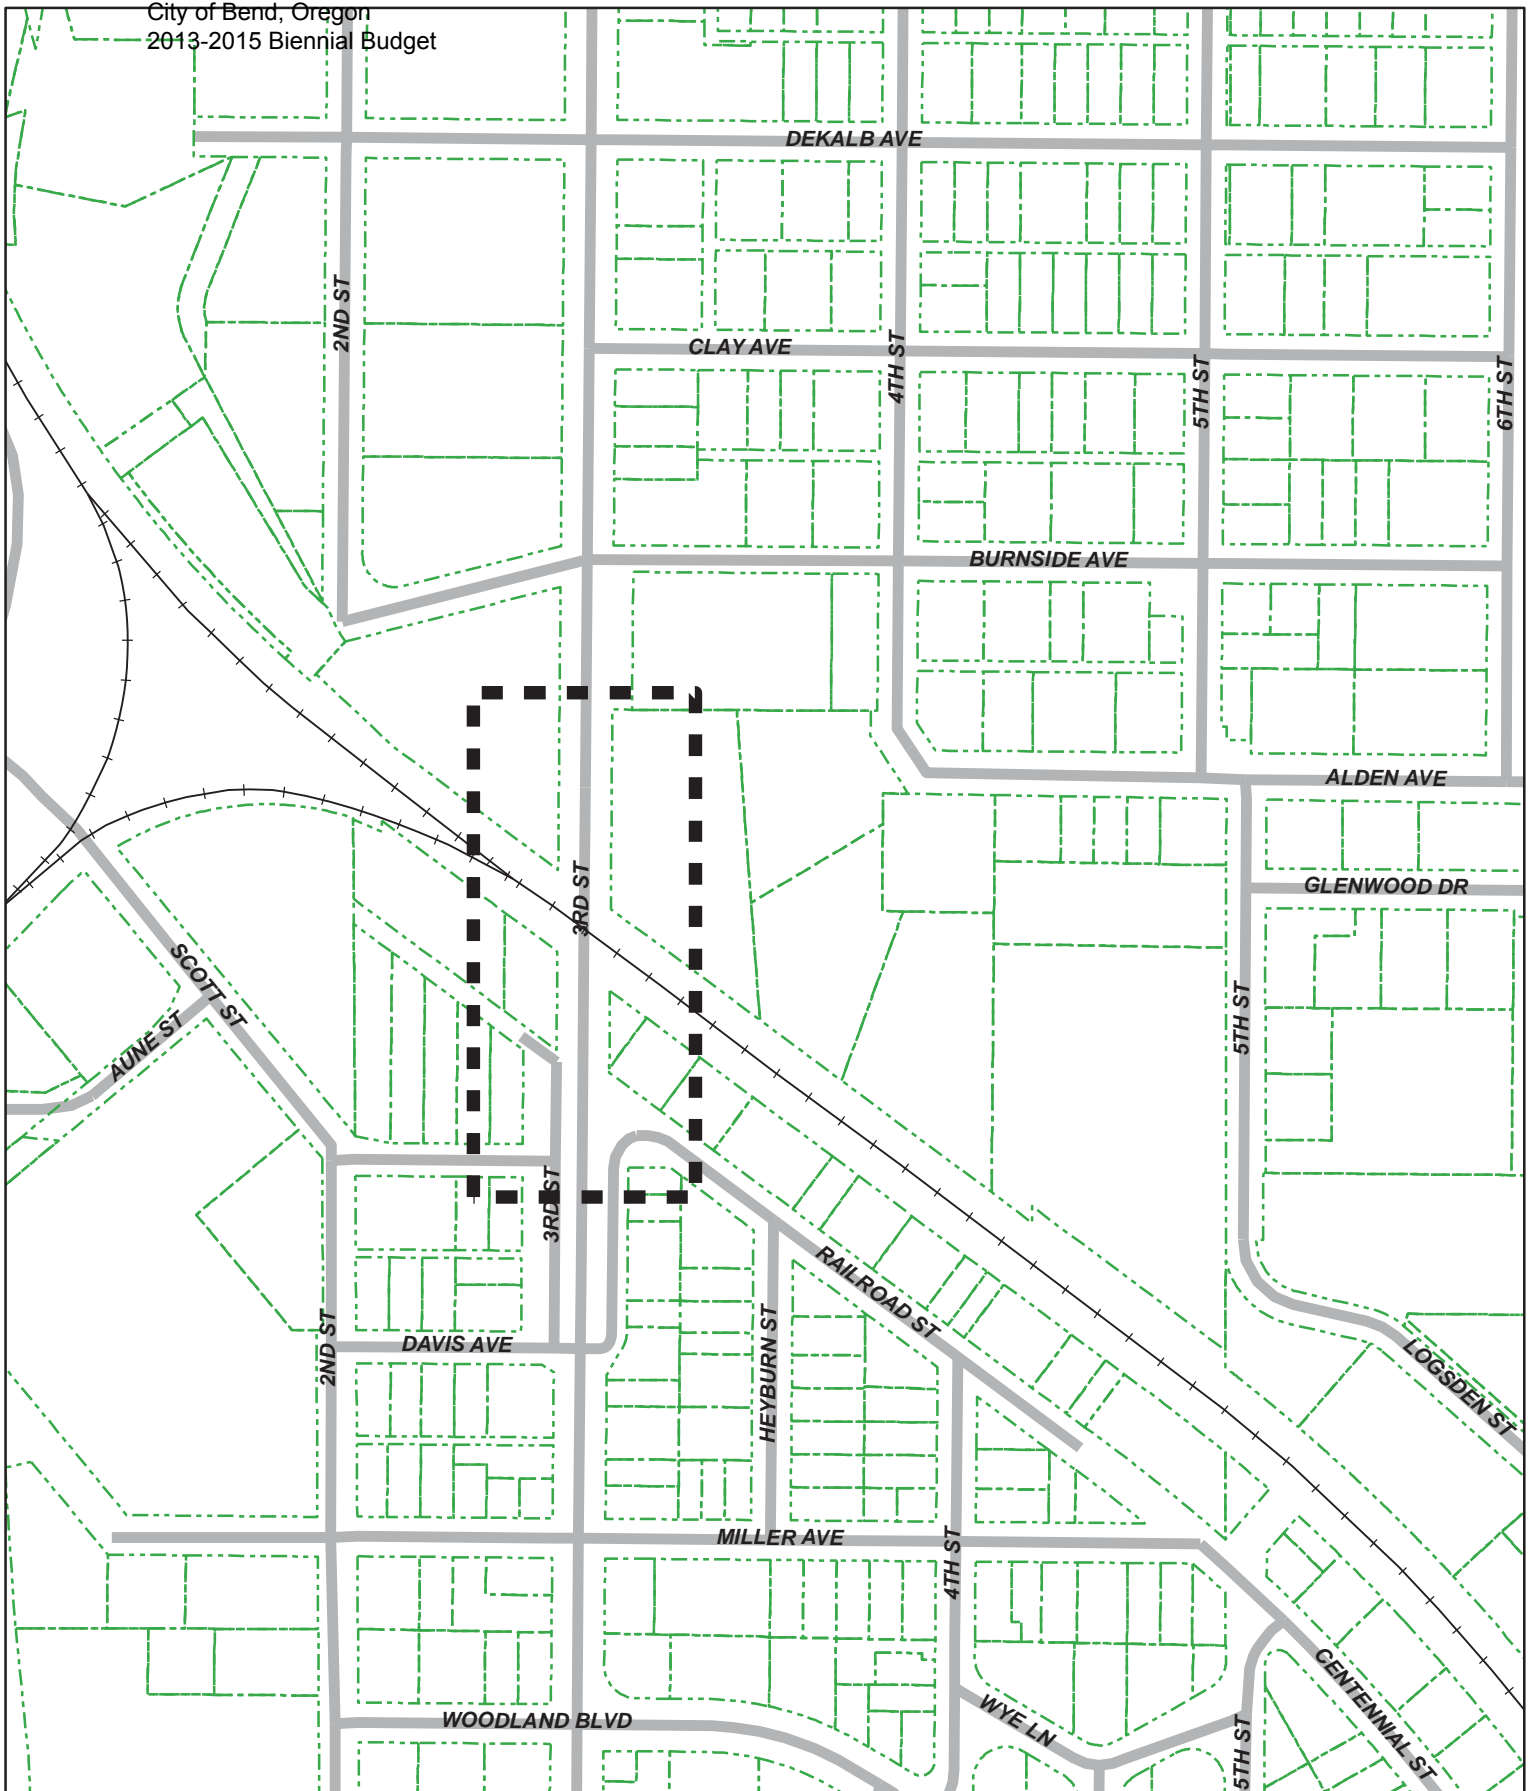 City of Bend, Oregon
2013-2015 Biennial Budget
DEKALB AVE
2ND ST
CLAY AVE
4TH ST
5TH ST
6TH ST
BURNSIDE AVE
ALDEN AVE
3RD ST
GLENWOOD DR
SCOTT ST
AUNE ST
5TH ST
3RD ST
RAILROAD ST
2ND ST
DAVIS AVE
HEYBURN ST
LOGSDEN ST
MILLER AVE
4TH ST
CENTENNIAL ST
WOODLAND BLVD
WYE LN
5TH ST